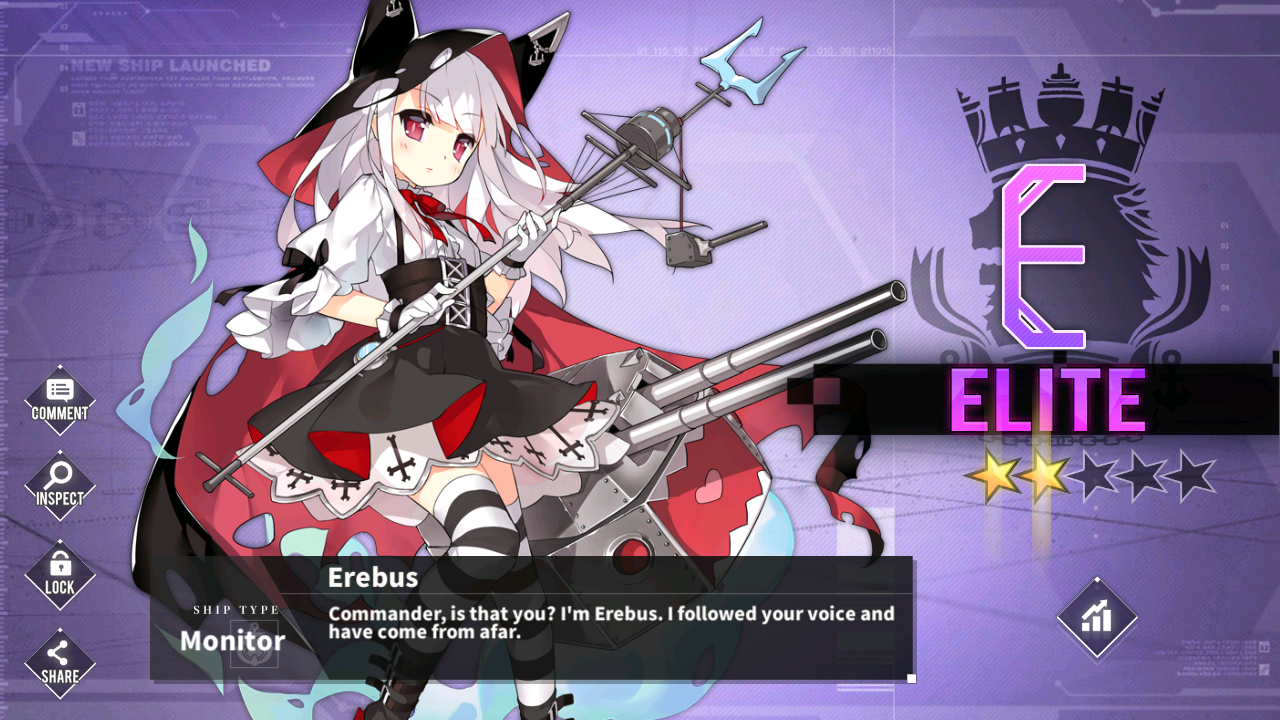 NEW SHIP LAUNCHED
E
ELITE
COMMENT
INSPECT
LOCK
SHARE
SHIP TYPE
Monitor
Erebus
Commander, is that you? I'm Erebus. I followed your voice and
have come from afar.